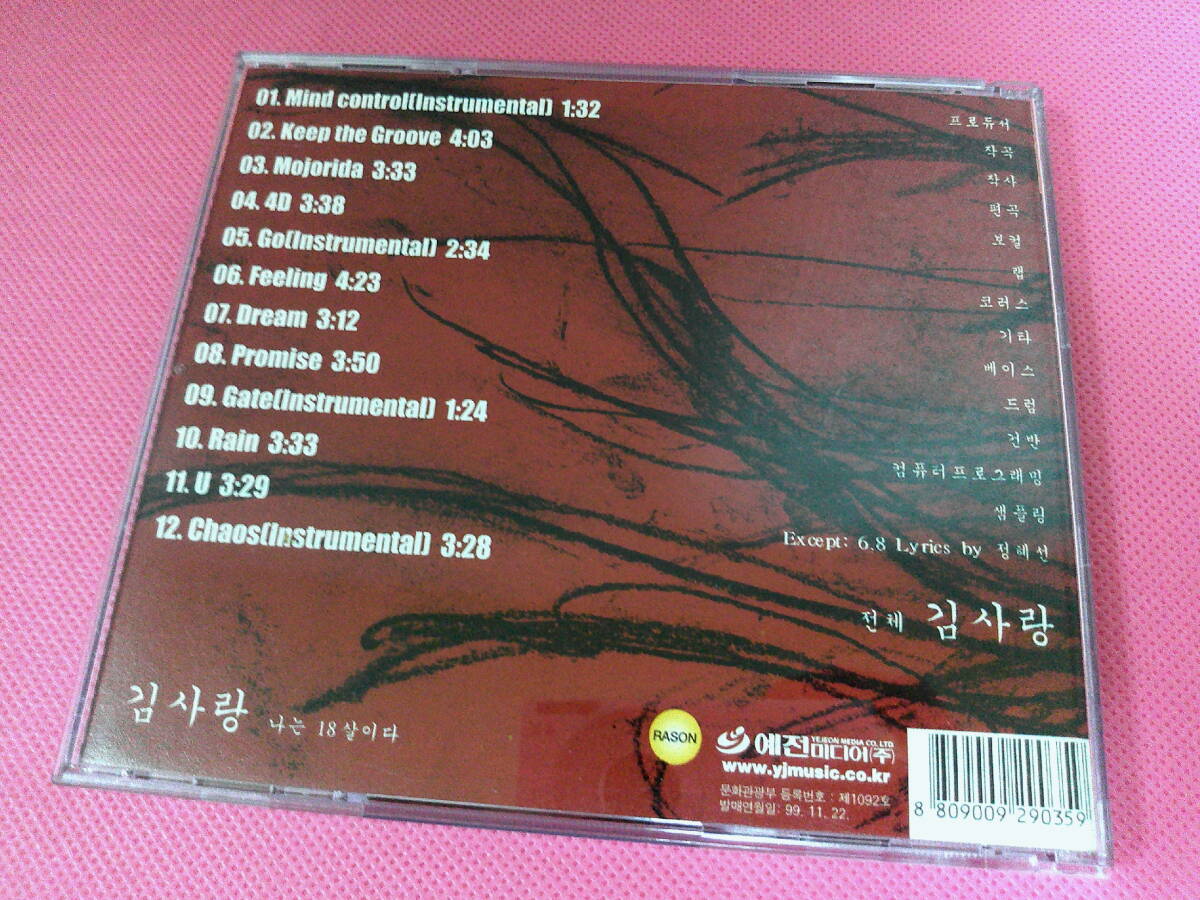 01. Mind control(Instrumental) 1:32
02. Keep the Groove 4:03
03. Mojorida 3:33
04. 4D 3:38
05. Go(Instrumental) 2:34
06. Feeling 4:23
07. Dream 3:12
08. Promise 3:50
09. Gate(instrumental) 1:24
10. Rain 3:33
11. U 3:29
12. Chaos(Instrumental) 3:28
프로듀서
작곡
작사
편곡
보컬
랩
코러스
기타
베이스
드럼
건반
컴퓨터프로그래밍
샘플링
Except: 6.8 Lyrics by 정혜선
전체 김사랑
김사랑 나는 18살이다
RASON
예전미디어(주)
YEJEON MEDIA CO. LTD.
www.yjmusic.co.kr
문화관광부 등록번호 : 제1092호
발매연월일: 99. 11. 22.
8 809009 290359